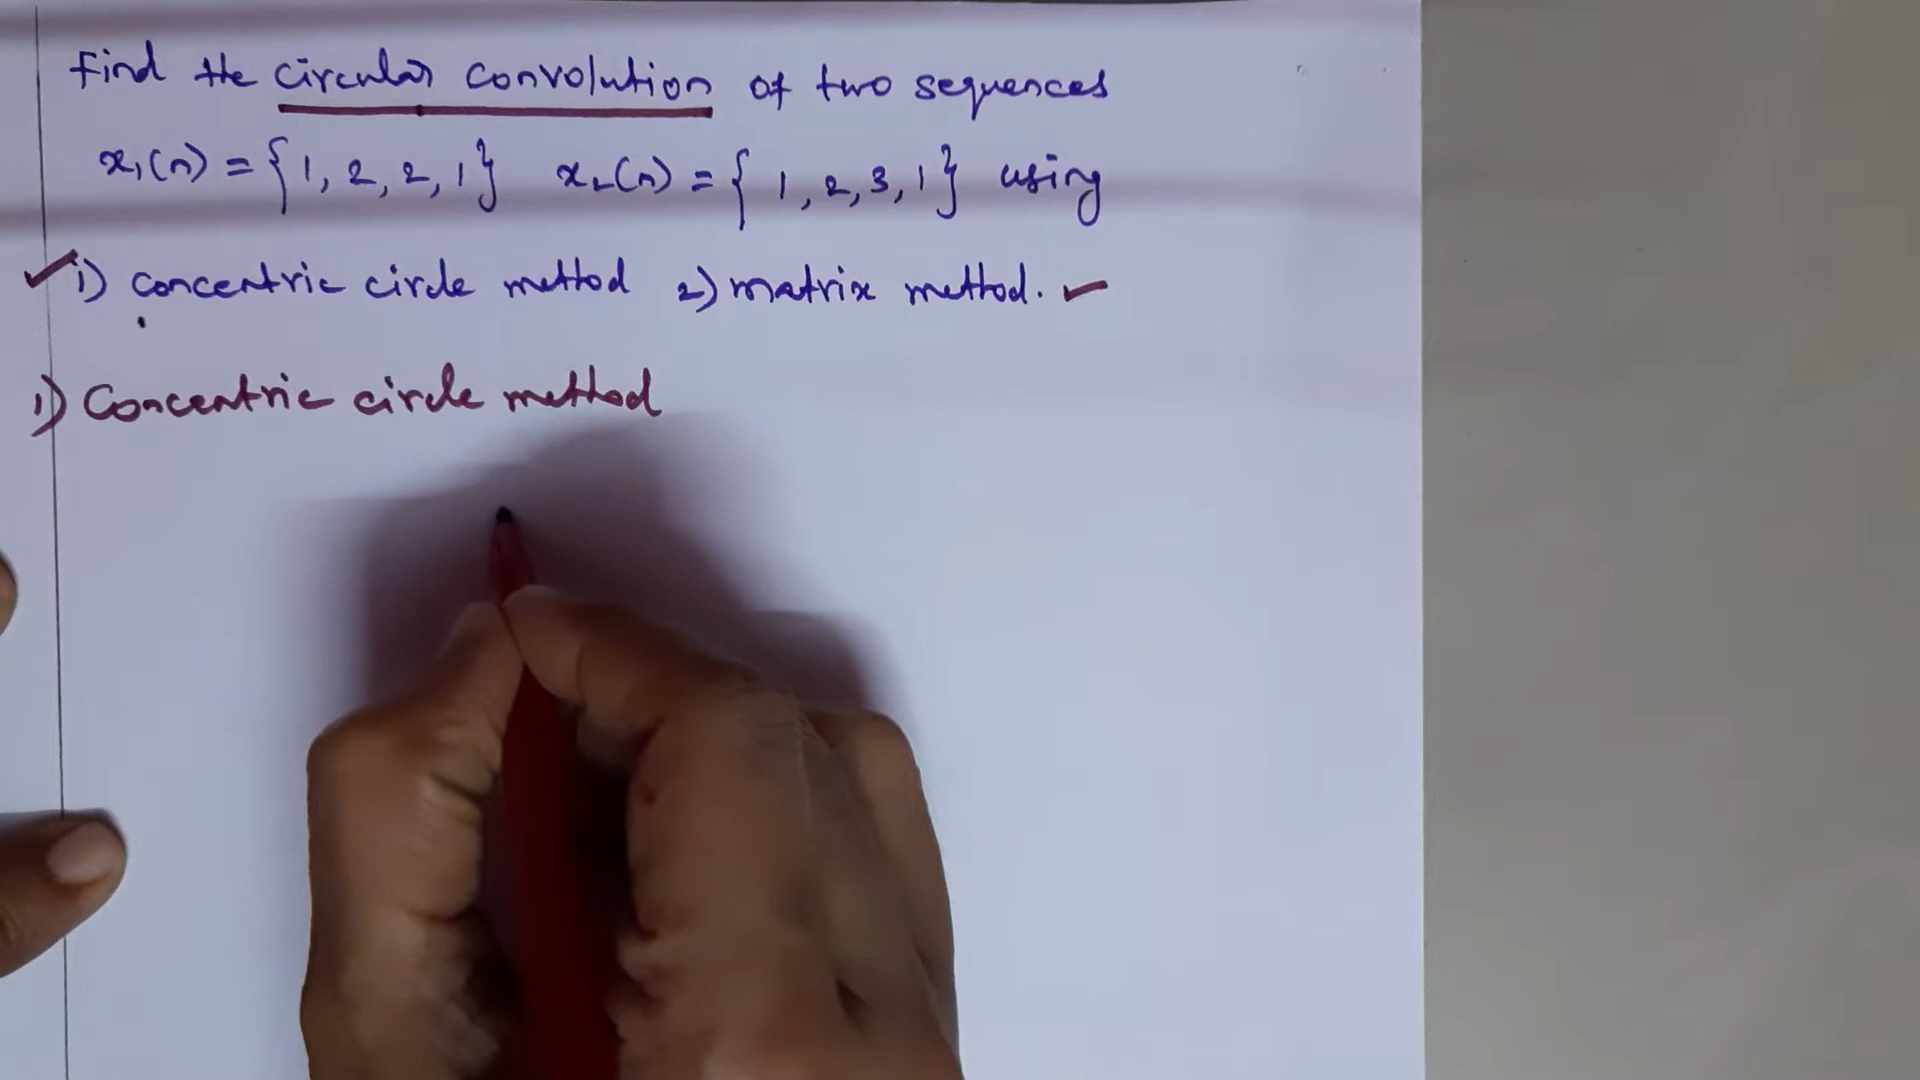 Find the circular convolution of two sequences
x₁(n) = {1, 2, 2, 1} x₂(n) = {1, 2, 3, 1} using
1) concentric circle method 2) matrix method.
1) Concentric circle method